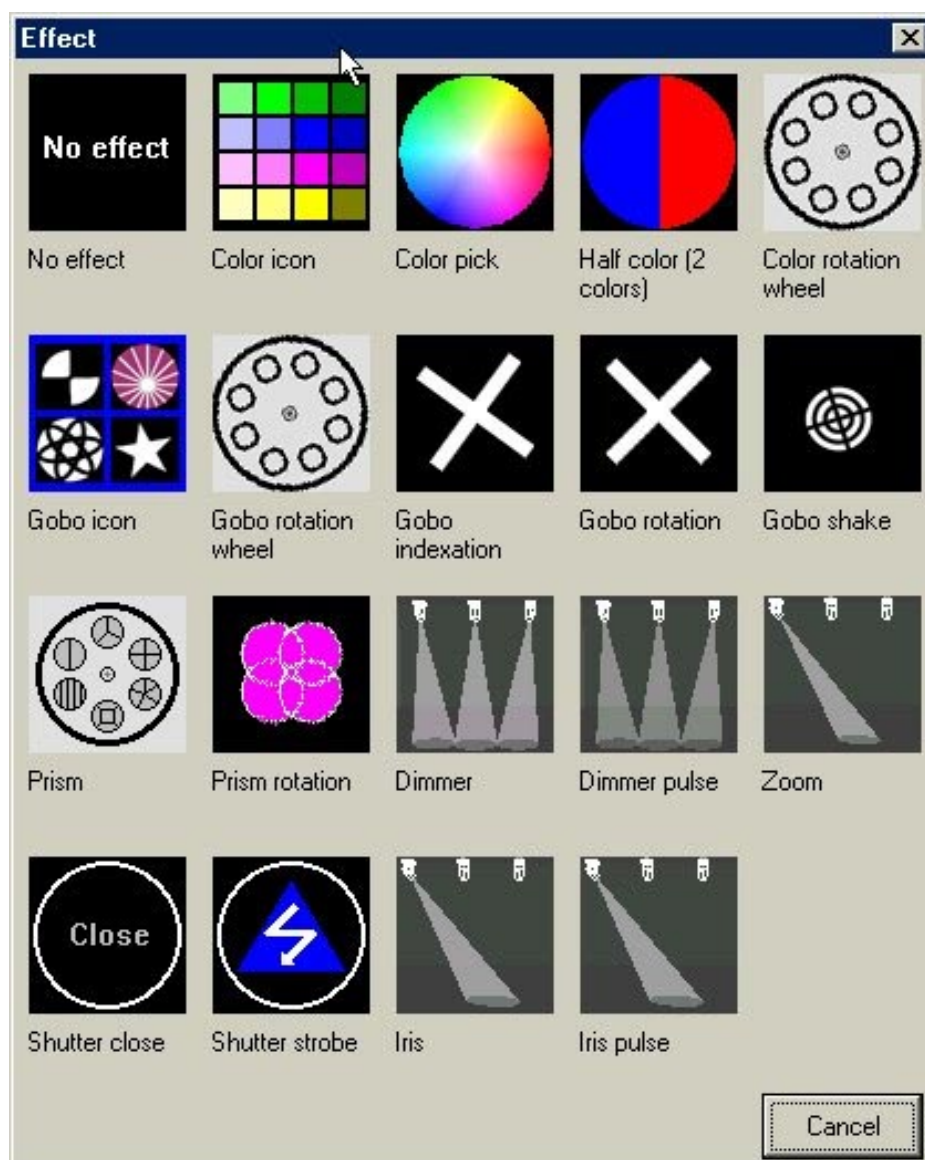 Effect
No effect
No effect
Color icon
Color pick
Half color (2
colors)
Color rotation
wheel
Gobo icon
Gobo rotation
wheel
Gobo
indexation
Gobo rotation
Gobo shake
Prism
Prism rotation
Dimmer
Dimmer pulse
Zoom
Close
Shutter close
Shutter strobe
Iris
Iris pulse
Cancel